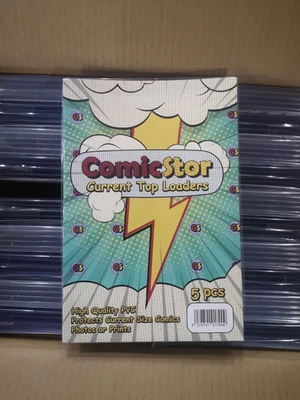 ComicStor
Current Top Loaders
5 pcs
High Quality PVC
Protects Current Size Comics
Photos or Prints